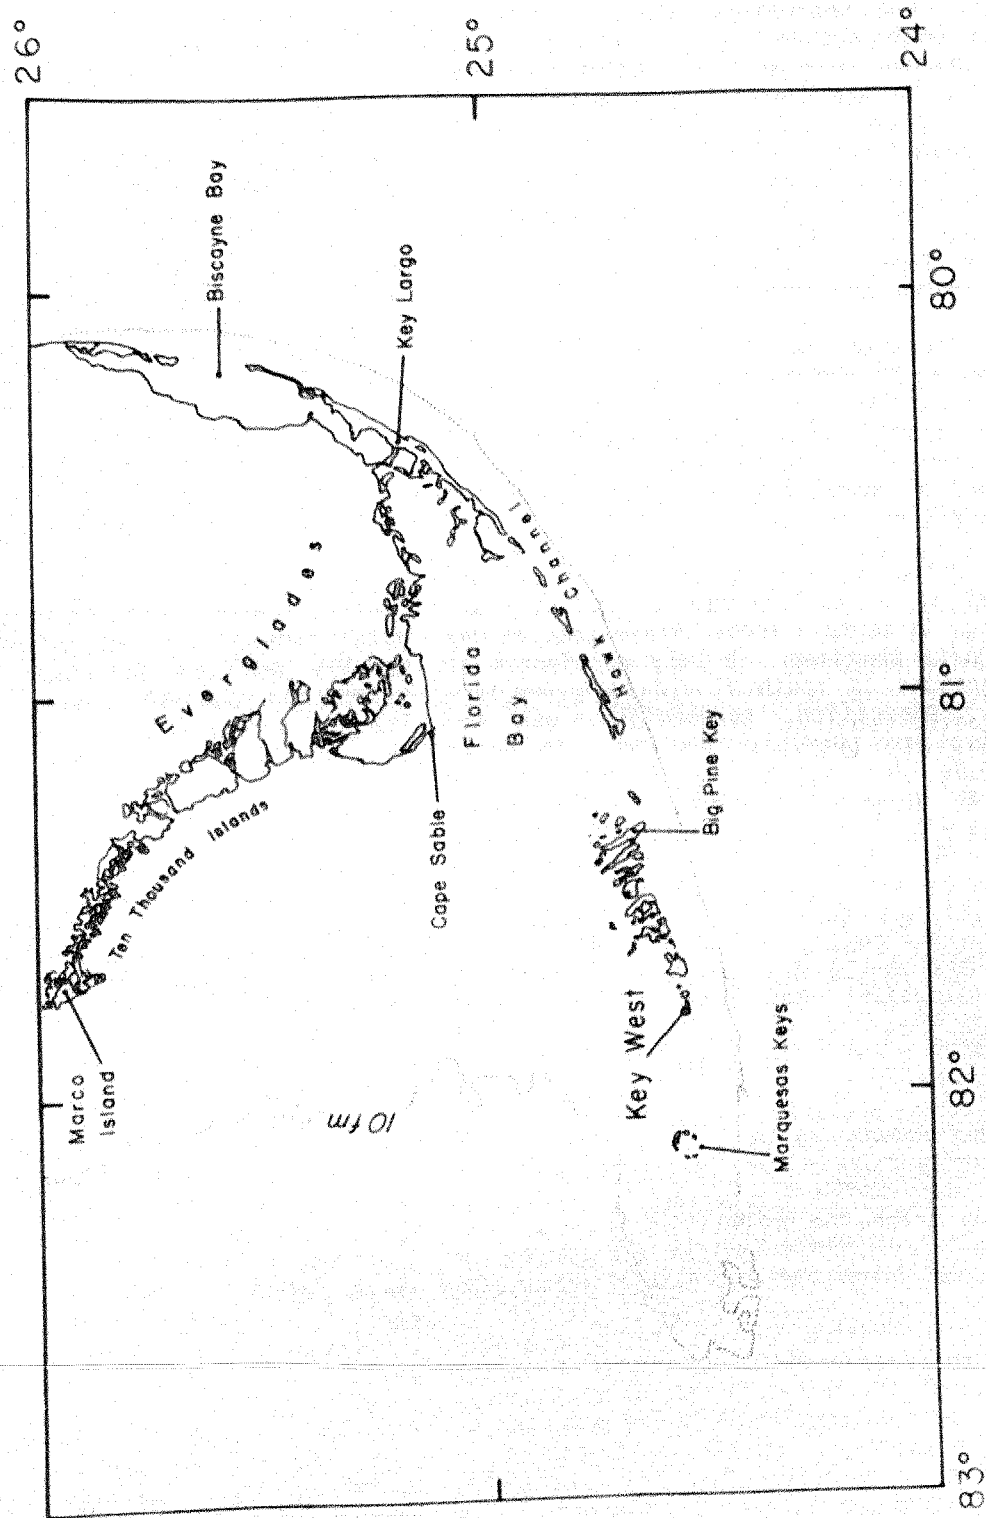 26°
25°
24°
Biscayne Bay
Key Largo
80°
Everglades
Hawk Channel
Florida
Bay
81°
Ten Thousand Islands
Cape Sable
Big Pine Key
Marco
Island
10 fm
Key West
Marquesas Keys
82°
83°